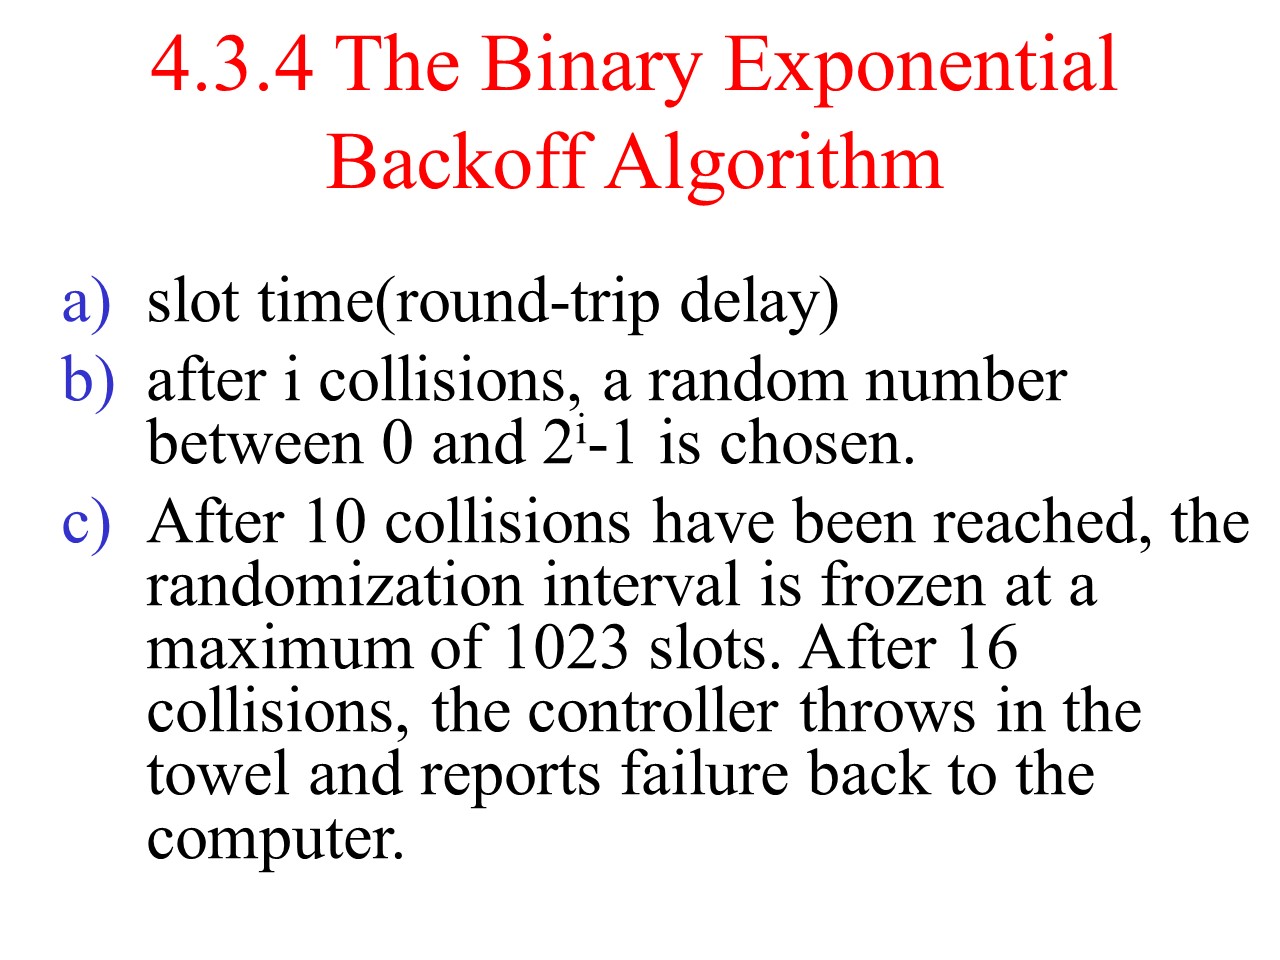 4.3.4 The Binary Exponential
Backoff Algorithm
a) slot time(round-trip delay)
b) after i collisions, a random number
between 0 and 2ⁱ-1 is chosen.
c) After 10 collisions have been reached, the
randomization interval is frozen at a
maximum of 1023 slots. After 16
collisions, the controller throws in the
towel and reports failure back to the
computer.